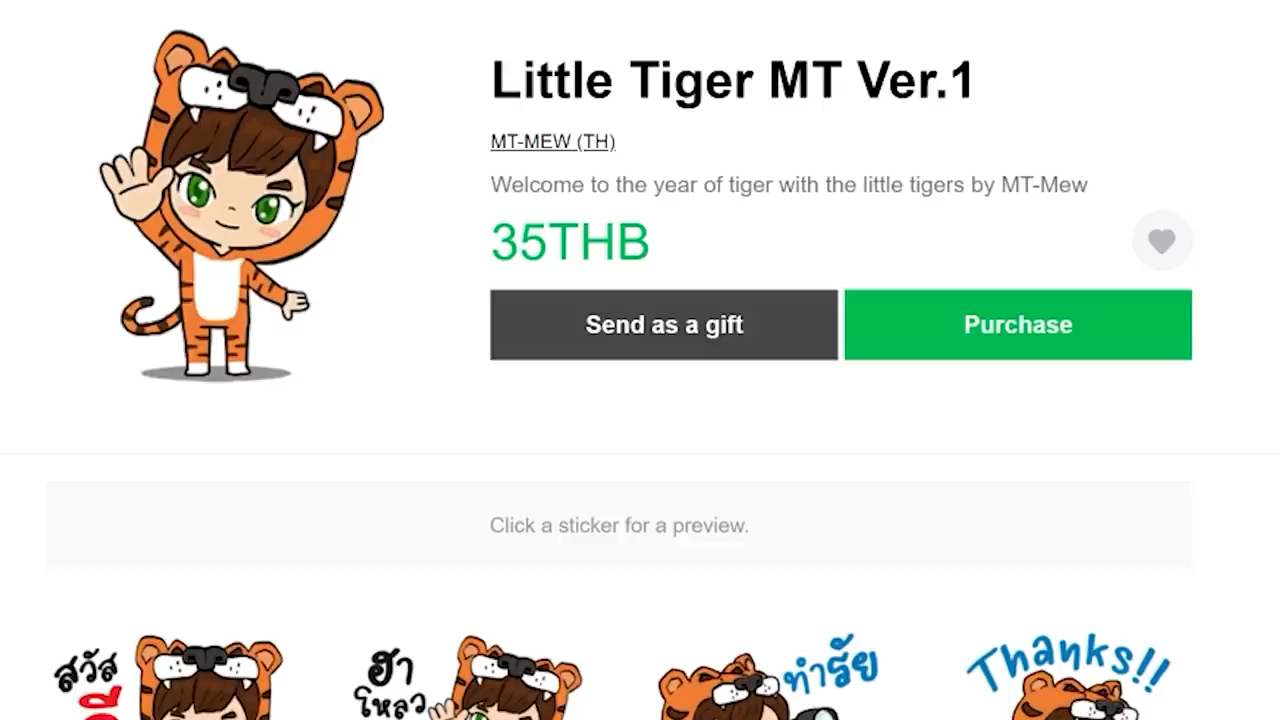 Little Tiger MT Ver.1
MT-MEW (TH)
Welcome to the year of tiger with the little tigers by MT-Mew
35THB
Send as a gift
Purchase
Click a sticker for a preview.
สวัส
ดี
ฮา
โหลว
ทำรัย
Thanks!!